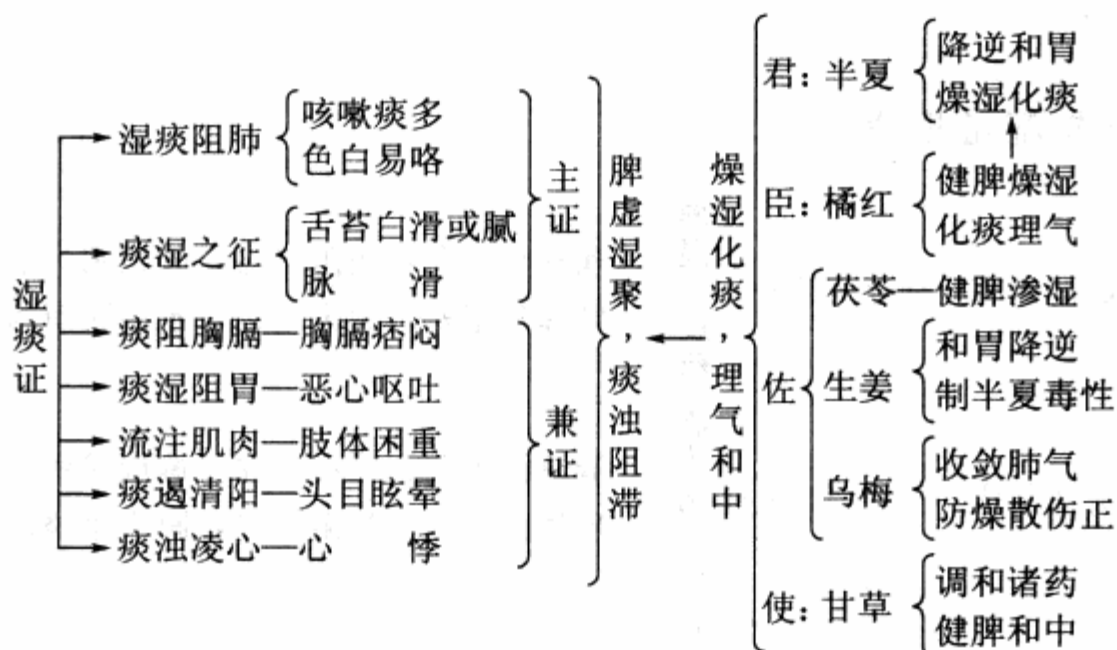 湿痰证
湿痰阻肺
咳嗽痰多
色白易咯
痰湿之征
舌苔白滑或腻
脉 滑
痰阻胸膈—胸膈痞闷
痰湿阻胃—恶心呕吐
流注肌肉—肢体困重
痰遏清阳—头目眩晕
痰浊凌心—心 悸
主证
兼证
脾虚湿聚，痰浊阻滞
燥湿化痰，理气和中
君：半夏
降逆和胃
燥湿化痰
臣：橘红
健脾燥湿
化痰理气
佐
茯苓—健脾渗湿
生姜
和胃降逆
制半夏毒性
乌梅
收敛肺气
防燥散伤正
使：甘草
调和诸药
健脾和中